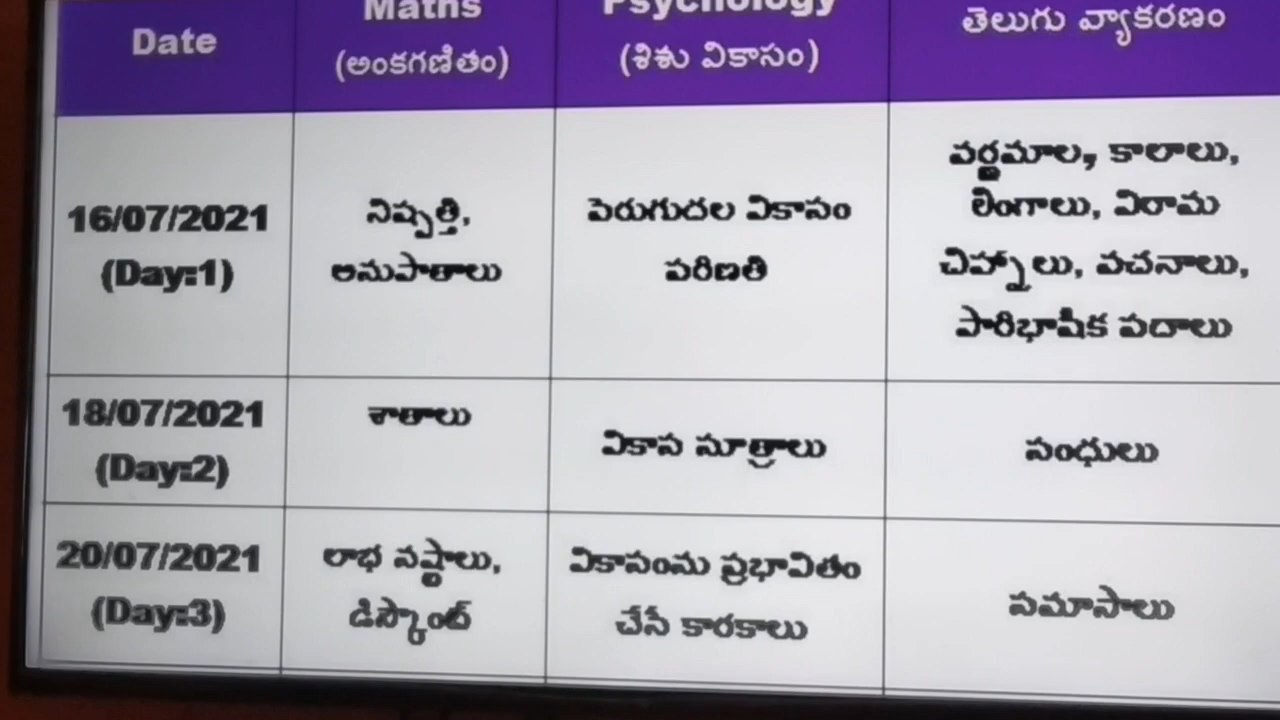 Date
Maths
(అంకగణితం)
Psychology
(శిశు వికాసం)
తెలుగు వ్యాకరణం
16/07/2021
(Day:1)
నిష్పత్తి,
అనుపాతాలు
పెరుగుదల వికాసం
పరిణతి
వర్ణమాల, కాలాలు,
లింగాలు, విరామ
చిహ్నాలు, వచనాలు,
పారిభాషిక పదాలు
18/07/2021
(Day:2)
శాతాలు
వికాస సూత్రాలు
సంధులు
20/07/2021
(Day:3)
లాభ నష్టాలు,
డిస్కౌంట్
వికాసంను ప్రభావితం
చేసే కారకాలు
సమాసాలు